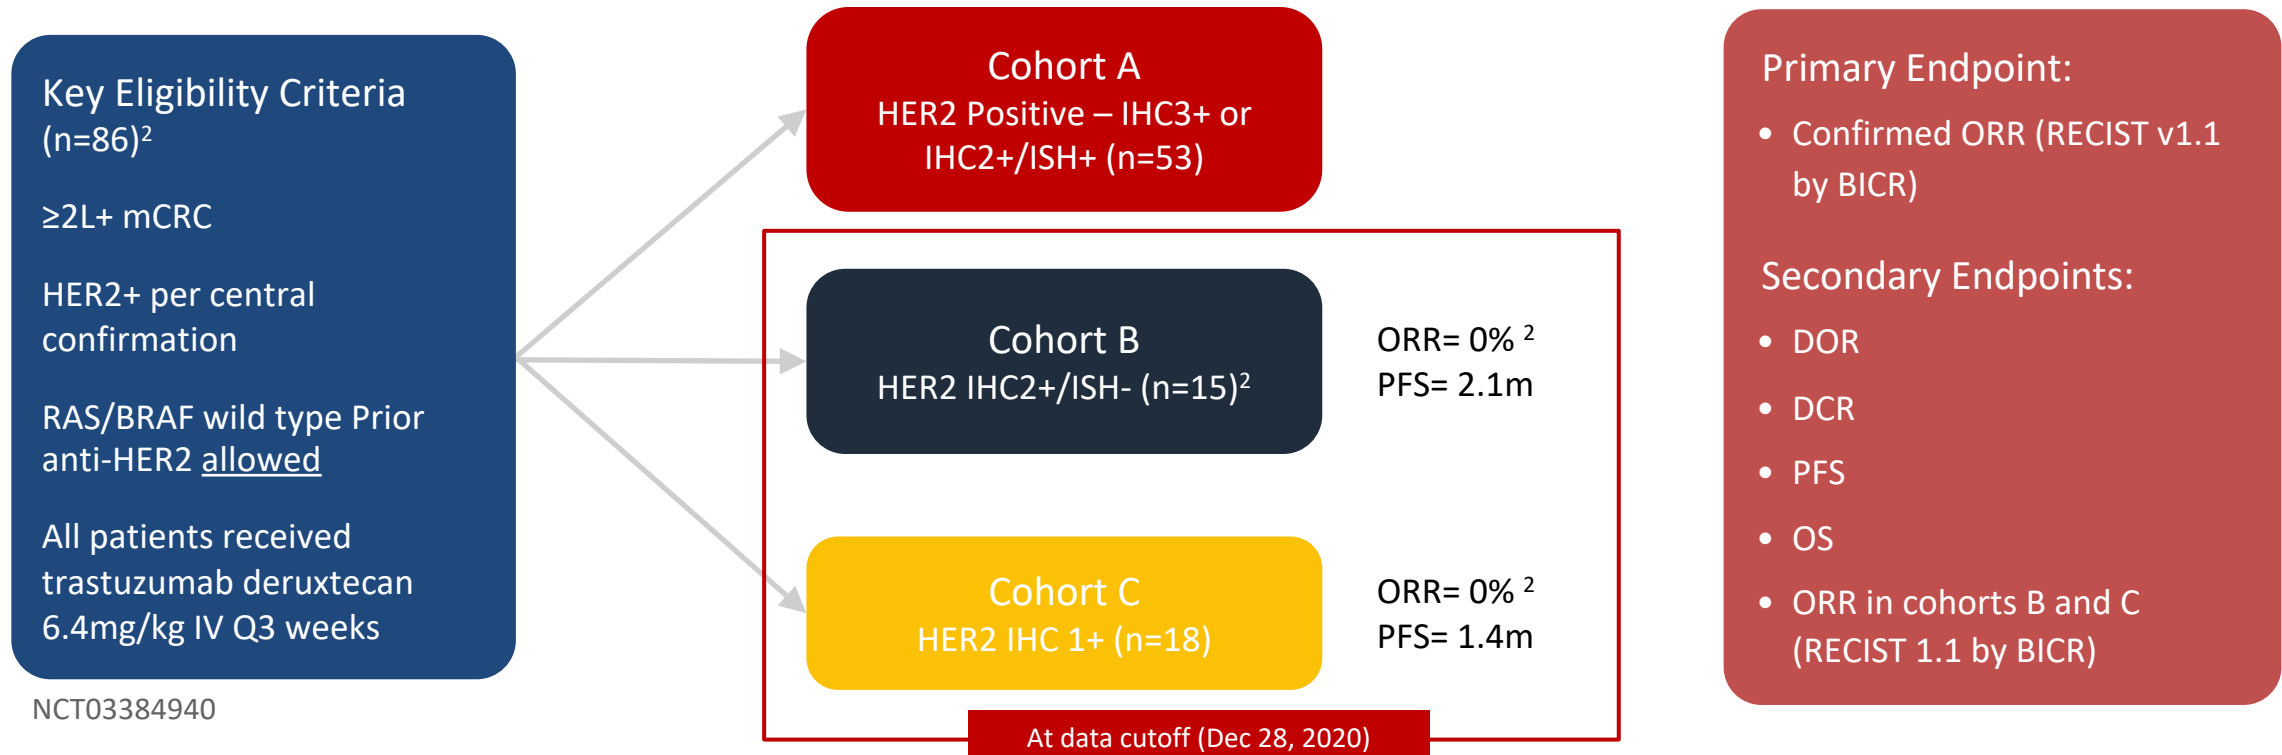 Key Eligibility Criteria
(n=86)²
≥2L+ mCRC
HER2+ per central
confirmation
RAS/BRAF wild type Prior
anti-HER2 allowed
All patients received
trastuzumab deruxtecan
6.4mg/kg IV Q3 weeks
NCT03384940
Cohort A
HER2 Positive – IHC3+ or
IHC2+/ISH+ (n=53)
Cohort B
HER2 IHC2+/ISH- (n=15)²
ORR= 0% ²
PFS= 2.1m
Cohort C
HER2 IHC 1+ (n=18)
ORR= 0% ²
PFS= 1.4m
At data cutoff (Dec 28, 2020)
Primary Endpoint:
• Confirmed ORR (RECIST v1.1
by BICR)
Secondary Endpoints:
• DOR
• DCR
• PFS
• OS
• ORR in cohorts B and C
(RECIST 1.1 by BICR)